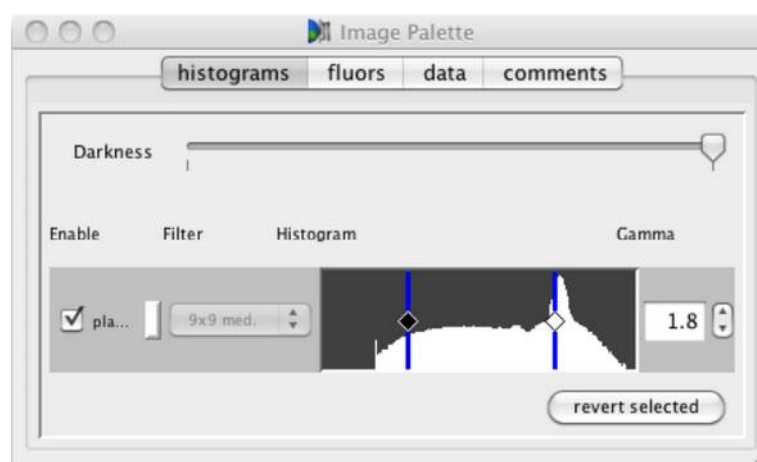 Image Palette
histograms fluors data comments
Darkness
Enable Filter Histogram Gamma
pla... 9x9 med. 1.8
revert selected